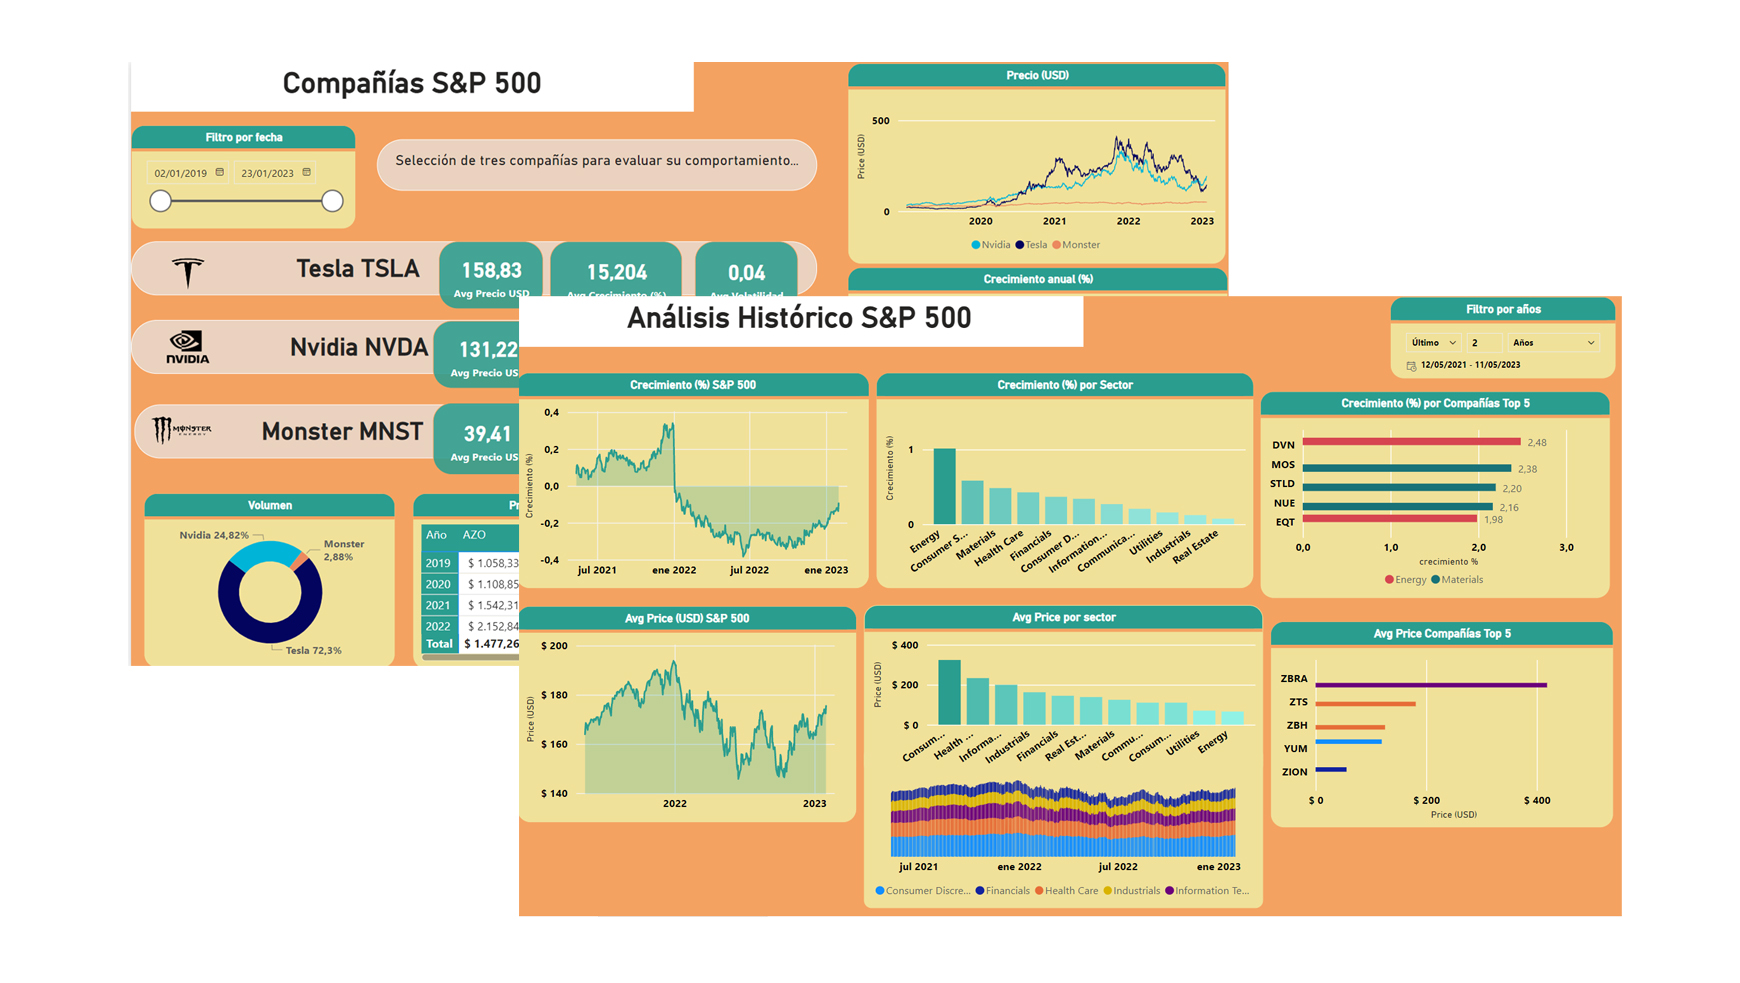 Compañías S&P 500
Filtro por fecha
02/01/2019
23/01/2023
Selección de tres compañías para evaluar su comportamiento...
Tesla TSLA
158,83
Avg Precio USD
15,204
Avg Crecimiento (%)
0,04
Avg Volatilidad
NVIDIA
Nvidia NVDA
131,22
Avg Precio US
MONSTER
ENERGY
Monster MNST
39,41
Avg Precio US
Volumen
Nvidia 24,82%
Monster
2,88%
Tesla 72,3%
Año AZO
2019 $ 1.058,33
2020 $ 1.108,85
2021 $ 1.542,31
2022 $ 2.152,84
Total $ 1.477,26
Precio (USD)
Price (USD)
500
0
2020 2021 2022 2023
Nvidia Tesla Monster
Crecimiento anual (%)
Análisis Histórico S&P 500
Filtro por años
Último 2 Años
12/05/2021 - 11/05/2023
Crecimiento (%) S&P 500
Crecimiento (%)
0,4
0,2
0,0
-0,2
-0,4
jul 2021 ene 2022 jul 2022 ene 2023
Crecimiento (%) por Sector
Crecimiento (%)
1
0
Energy
Consumer S...
Materials
Health Care
Financials
Consumer D...
Information...
Communica...
Utilities
Industrials
Real Estate
Crecimiento (%) por Compañías Top 5
DVN 2,48
MOS 2,38
STLD 2,20
NUE 2,16
EQT 1,98
0,0 1,0 2,0 3,0
crecimiento %
Energy Materials
Avg Price (USD) S&P 500
Price (USD)
$ 200
$ 180
$ 160
$ 140
2022 2023
Avg Price por sector
Price (USD)
$ 400
$ 200
$ 0
Consum...
Health ...
Informa...
Industrials
Financials
Real Est...
Materials
Commu...
Consum...
Utilities
Energy
jul 2021 ene 2022 jul 2022 ene 2023
Consumer Discre... Financials Health Care Industrials Information Te...
Avg Price Compañías Top 5
ZBRA
ZTS
ZBH
YUM
ZION
$ 0 $ 200 $ 400
Price (USD)